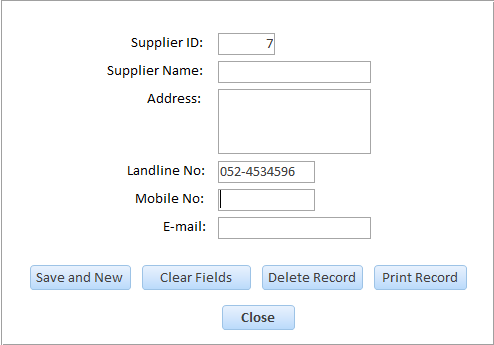 Supplier ID: 7
Supplier Name:
Address:
Landline No: 052-4534596
Mobile No:
E-mail:
Save and New Clear Fields Delete Record Print Record
Close